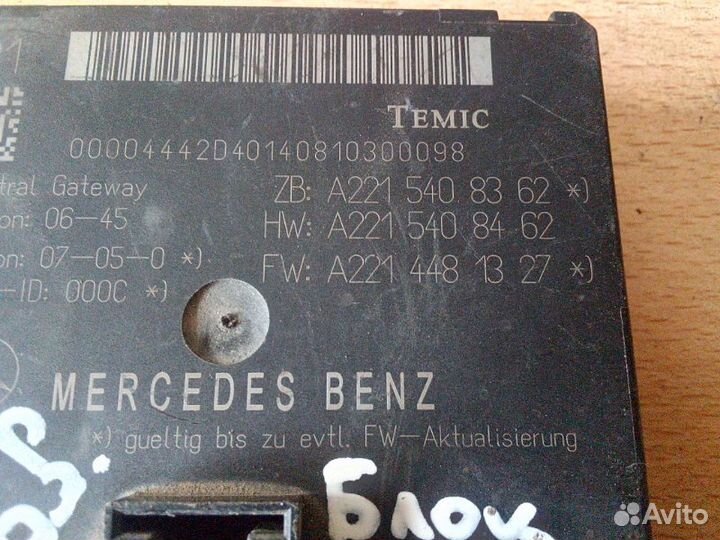 TEMIC
00004442D40140810300098
tral Gateway ZB: A221 540 83 62 *)
on: 06-45 HW: A221 540 84 62
on: 07-05-0 *) FW: A221 448 13 27 *)
-ID: 000C *)
MERCEDES BENZ
*) gueltig bis zu evtl. FW-Aktualisierung
Блок
Avito